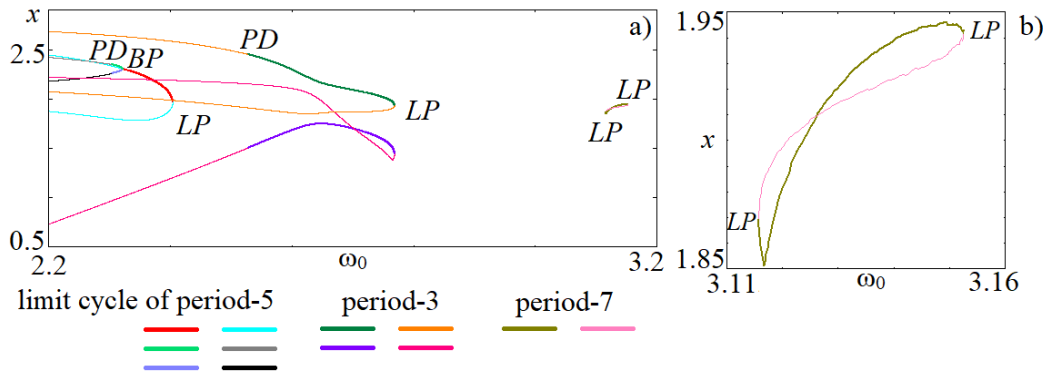 x
a)
2.5
PD
BP
PD
LP
LP
LP
LP
0.5
2.2
ω₀
3.2
1.95
b)
LP
x
LP
1.85
3.11
ω₀
3.16
limit cycle of period-5
period-3
period-7